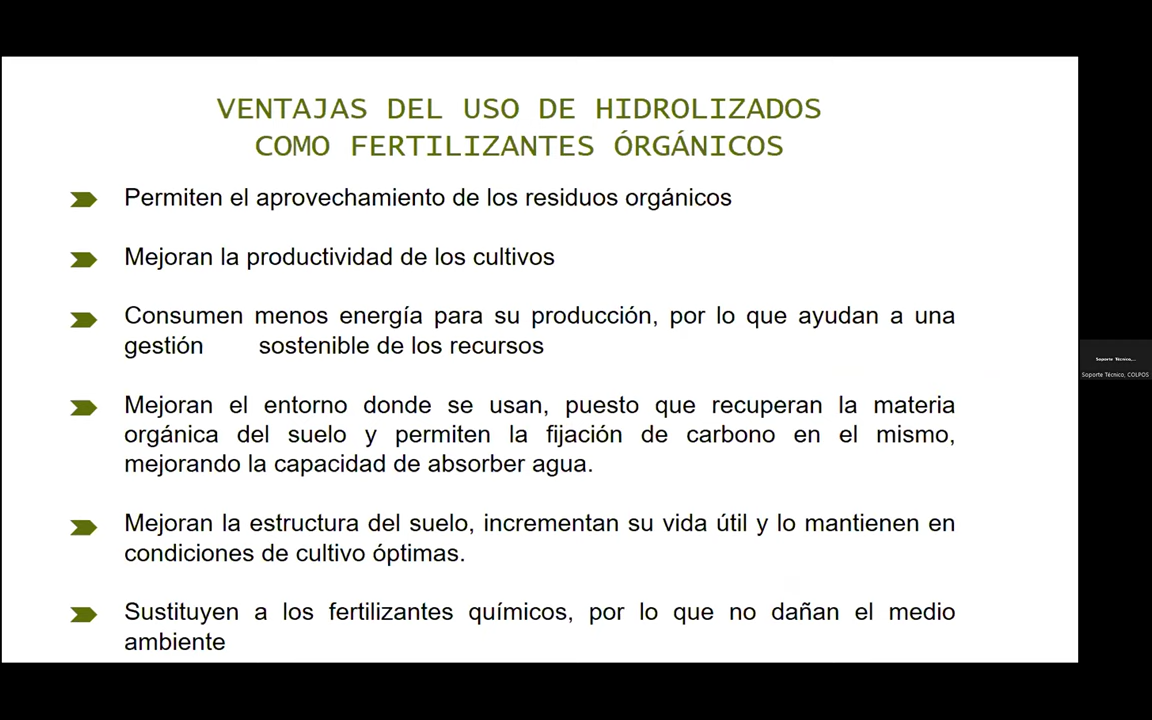 VENTAJAS DEL USO DE HIDROLIZADOS
COMO FERTILIZANTES ÓRGÁNICOS
Permiten el aprovechamiento de los residuos orgánicos
Mejoran la productividad de los cultivos
Consumen menos energía para su producción, por lo que ayudan a una
gestión sostenible de los recursos
Mejoran el entorno donde se usan, puesto que recuperan la materia
orgánica del suelo y permiten la fijación de carbono en el mismo,
mejorando la capacidad de absorber agua.
Mejoran la estructura del suelo, incrementan su vida útil y lo mantienen en
condiciones de cultivo óptimas.
Sustituyen a los fertilizantes químicos, por lo que no dañan el medio
ambiente
Soporte Técnico,...
Soporte Técnico, COLPOS